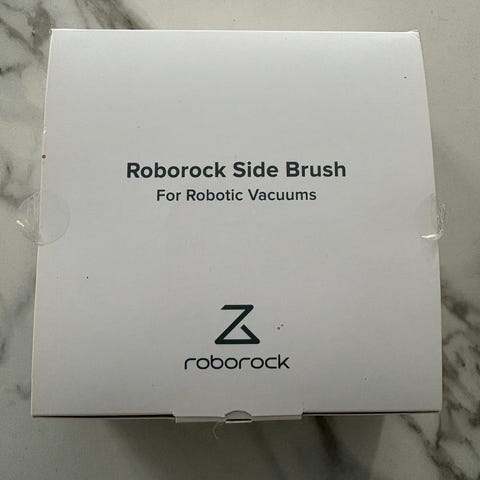 Roborock Side Brush
For Robotic Vacuums
roborock